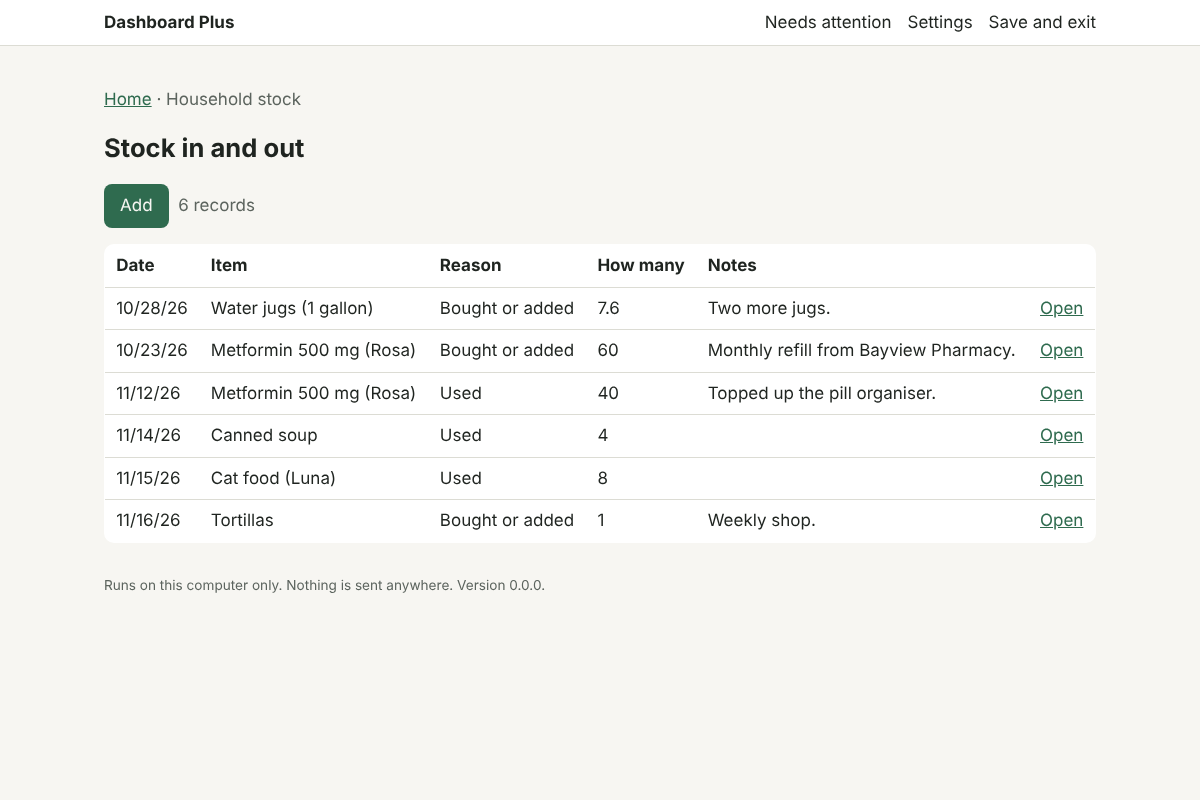 Dashboard Plus Needs attention Settings Save and exit
Home · Household stock
Stock in and out
Add 6 records
Date Item Reason How many Notes
10/28/26 Water jugs (1 gallon) Bought or added 7.6 Two more jugs. Open
10/23/26 Metformin 500 mg (Rosa) Bought or added 60 Monthly refill from Bayview Pharmacy. Open
11/12/26 Metformin 500 mg (Rosa) Used 40 Topped up the pill organiser. Open
11/14/26 Canned soup Used 4 Open
11/15/26 Cat food (Luna) Used 8 Open
11/16/26 Tortillas Bought or added 1 Weekly shop. Open
Runs on this computer only. Nothing is sent anywhere. Version 0.0.0.